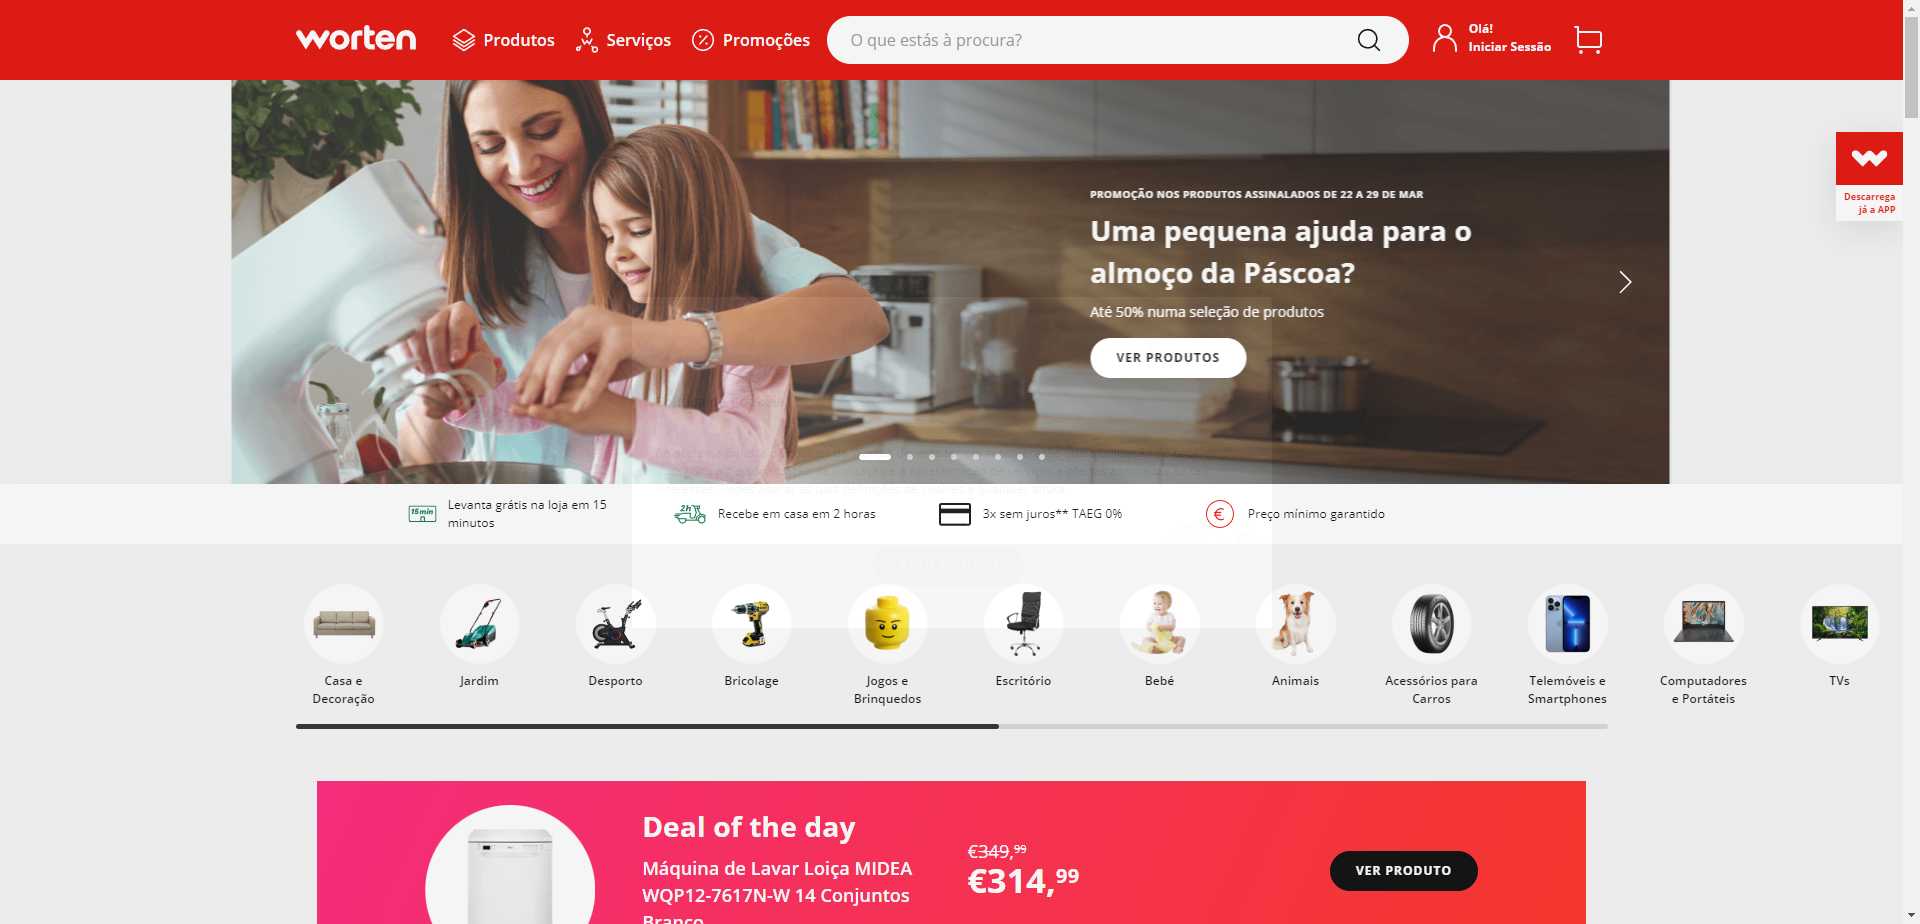 worten
Produtos
Serviços
Promoções
O que estás à procura?
Olá!
Iniciar Sessão
Descarrega
já a APP
PROMOÇÃO NOS PRODUTOS ASSINALADOS DE 22 A 29 DE MAR
Uma pequena ajuda para o
almoço da Páscoa?
Até 50% numa seleção de produtos
VER PRODUTOS
15min
Levanta grátis na loja em 15
minutos
2h
Recebe em casa em 2 horas
3x sem juros** TAEG 0%
€
Preço mínimo garantido
ACEITAR TUDO
Casa e
Decoração
Jardim
Desporto
Bricolage
Jogos e
Brinquedos
Escritório
Bebé
Animais
Acessórios para
Carros
Telemóveis e
Smartphones
Computadores
e Portáteis
TVs
Deal of the day
Máquina de Lavar Loiça MIDEA
WQP12-7617N-W 14 Conjuntos
Branco
€349,99
€314,99
VER PRODUTO